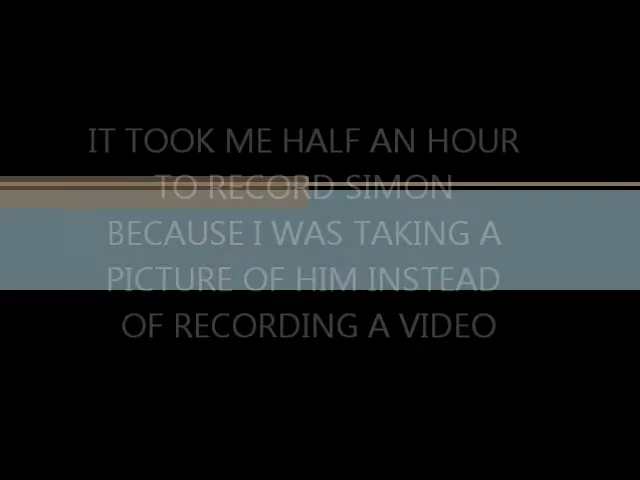 IT TOOK ME HALF AN HOUR
TO RECORD SIMON
BECAUSE I WAS TAKING A
PICTURE OF HIM INSTEAD
OF RECORDING A VIDEO